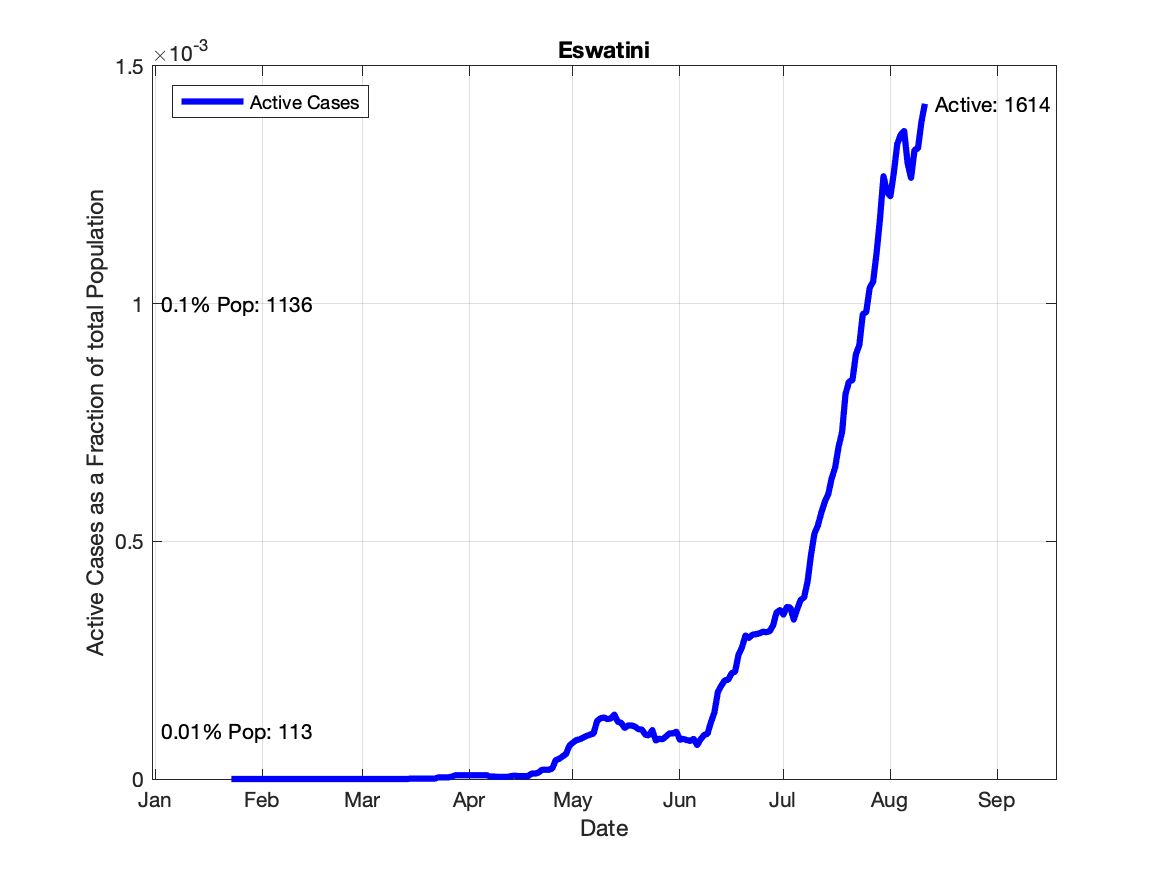 Eswatini
×10-3
1.5
Active Cases
Active: 1614
1
0.1% Pop: 1136
0.5
0.01% Pop: 113
0
Jan Feb Mar Apr May Jun Jul Aug Sep
Date
Active Cases as a Fraction of total Population